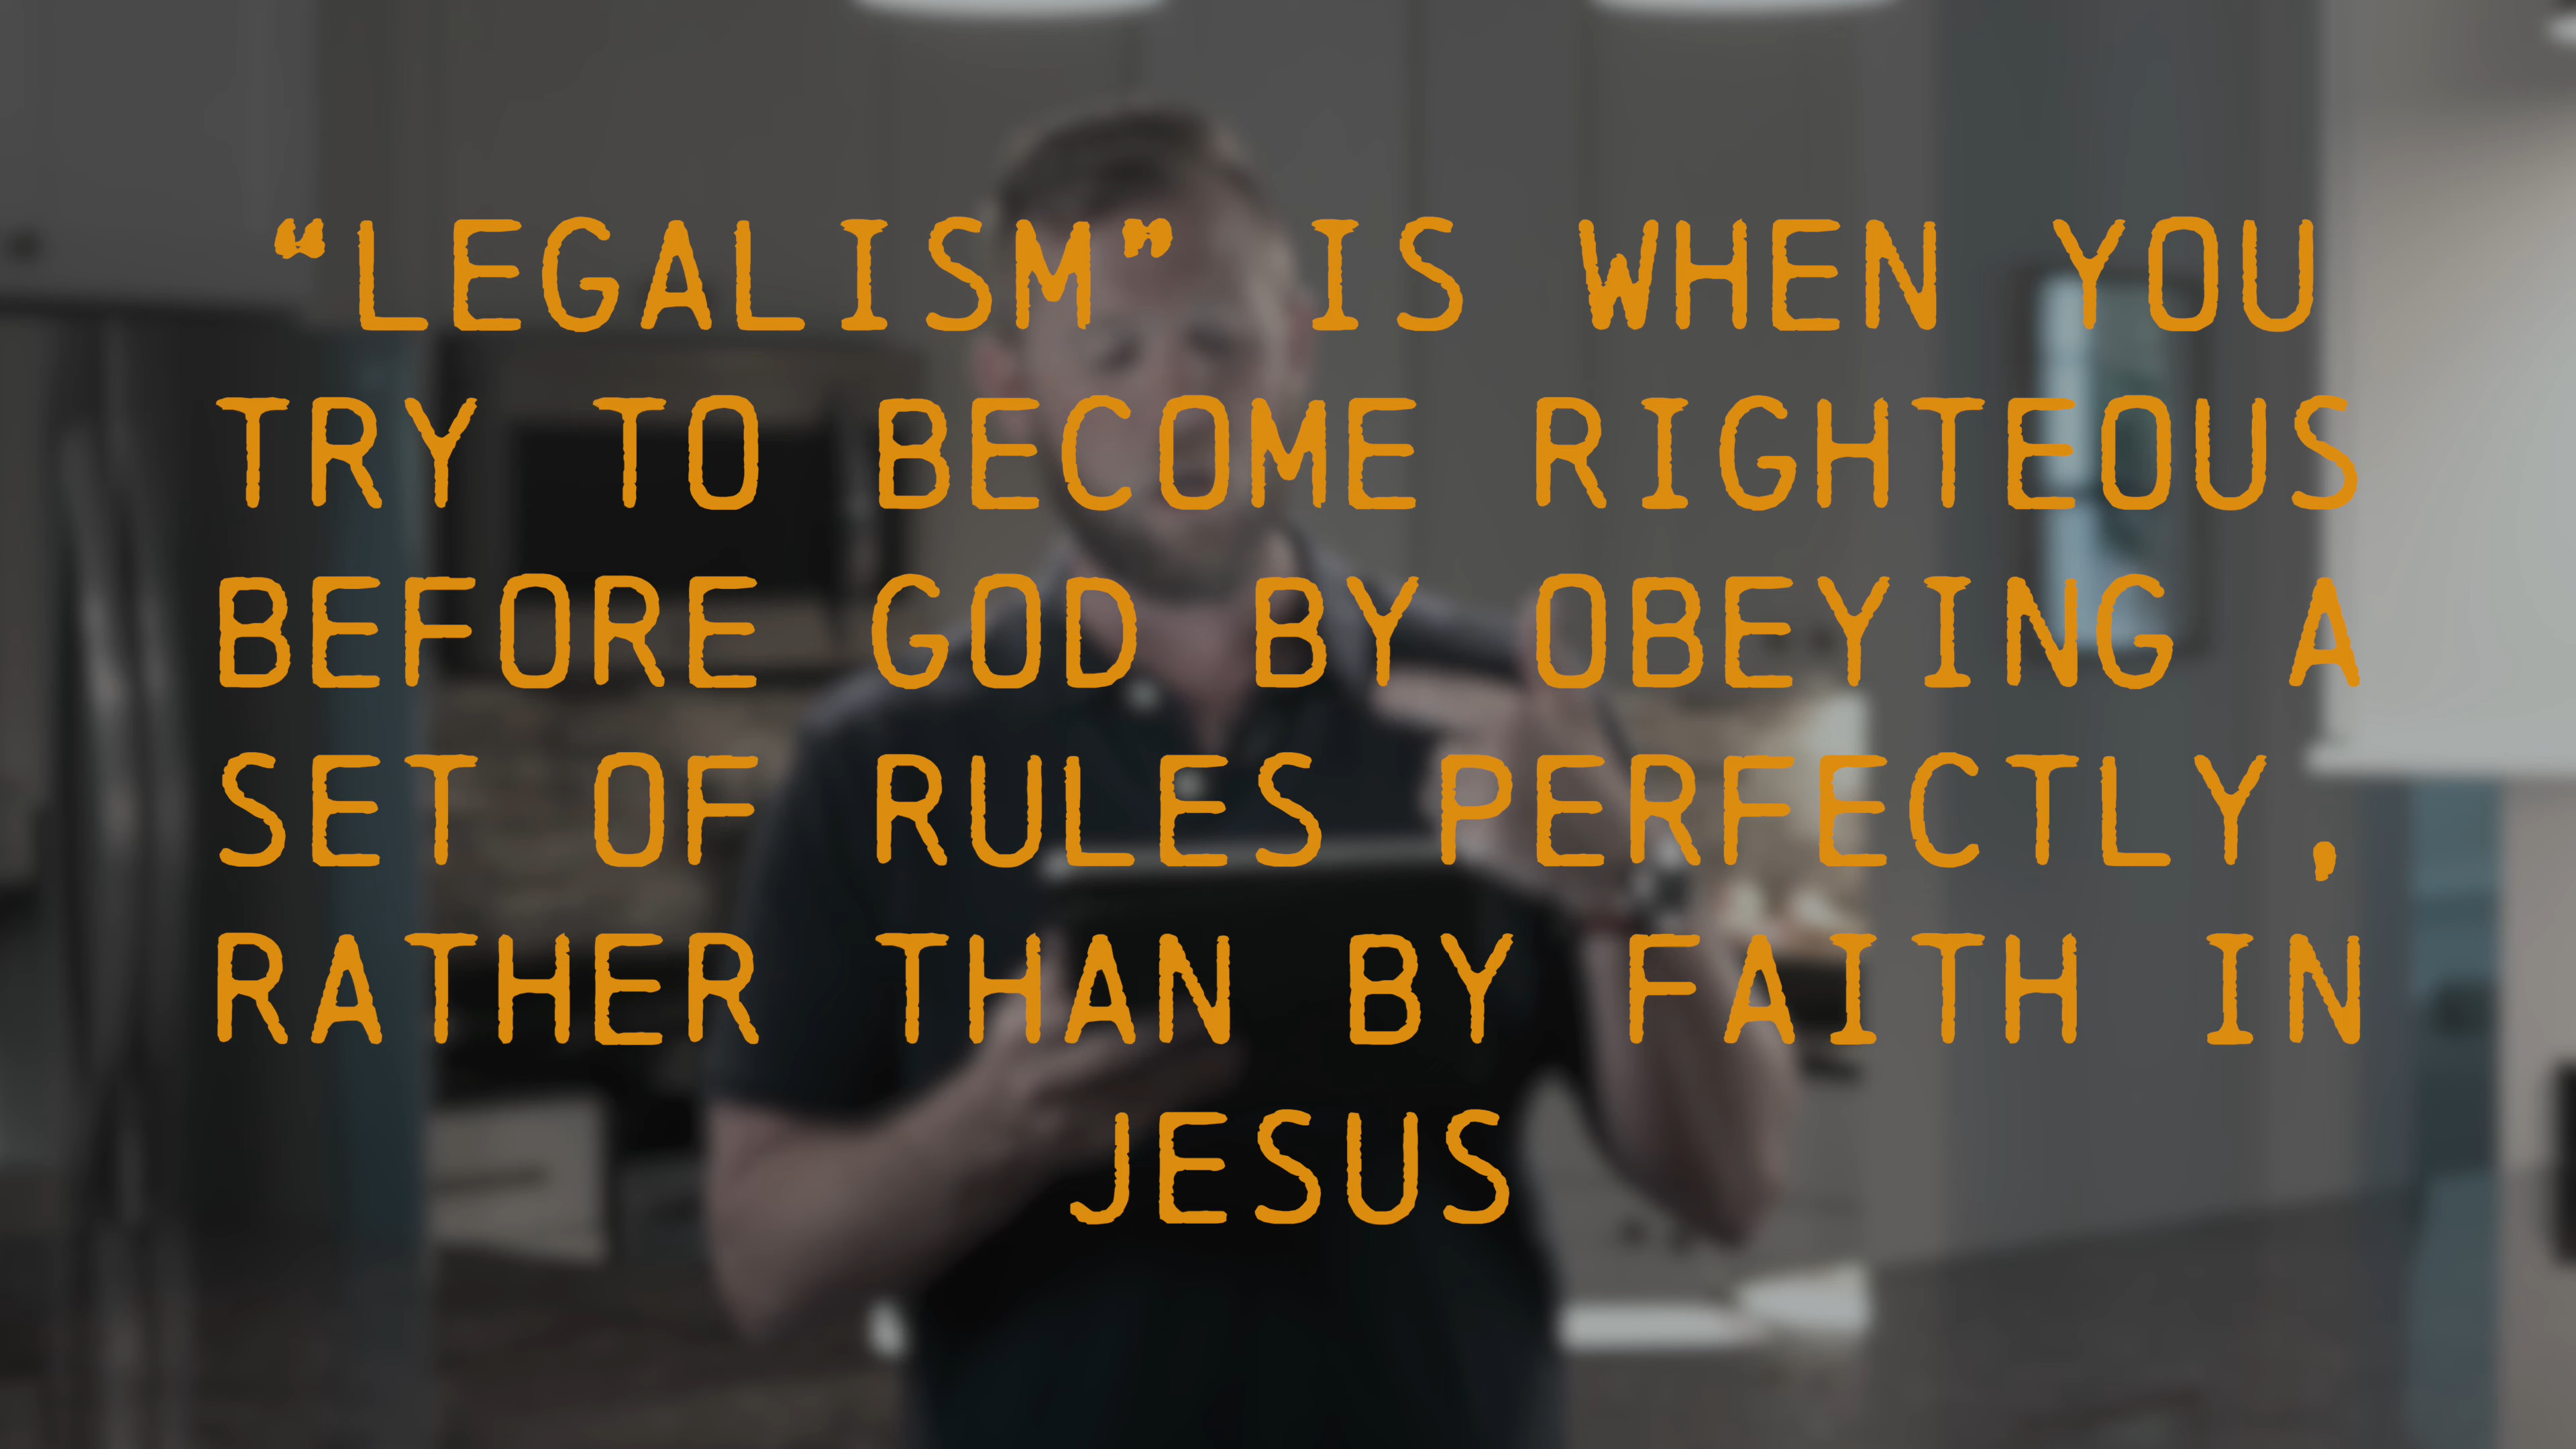 “LEGALISM” IS WHEN YOU
TRY TO BECOME RIGHTEOUS
BEFORE GOD BY OBEYING A
SET OF RULES PERFECTLY,
RATHER THAN BY FAITH IN
JESUS